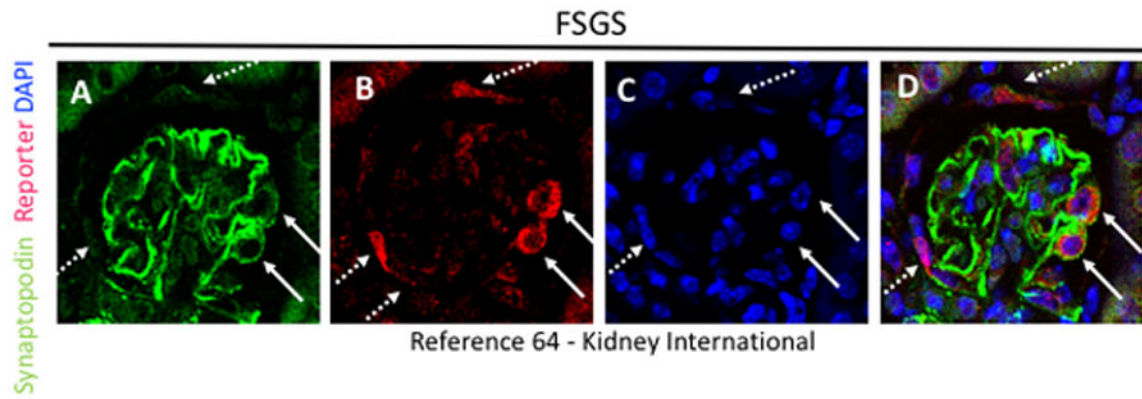 FSGS
Synaptopodin Reporter DAPI
A
B
C
D
Reference 64 - Kidney International